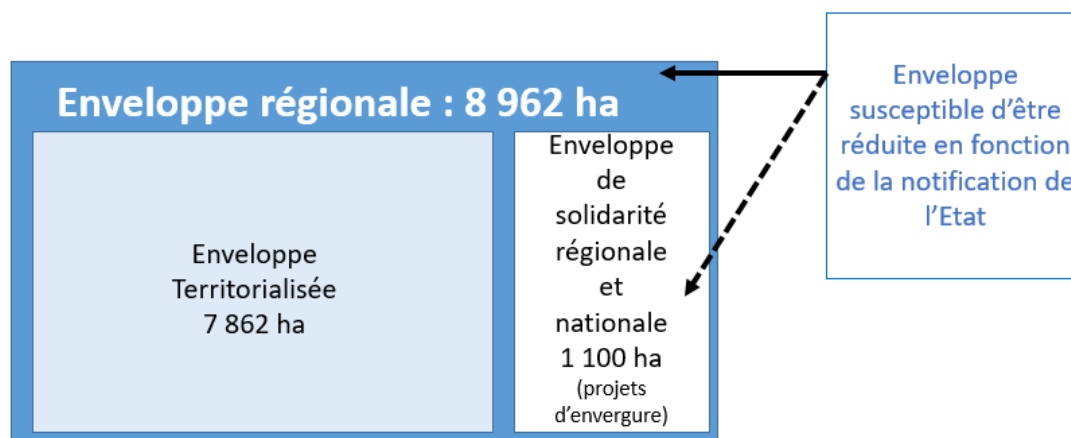 Enveloppe régionale : 8 962 ha
Enveloppe
Territorialisée
7 862 ha
Enveloppe
de
solidarité
régionale
et
nationale
1 100 ha
(projets
d’envergure)
Enveloppe
susceptible d’être
réduite en fonction
de la notification de
l’Etat